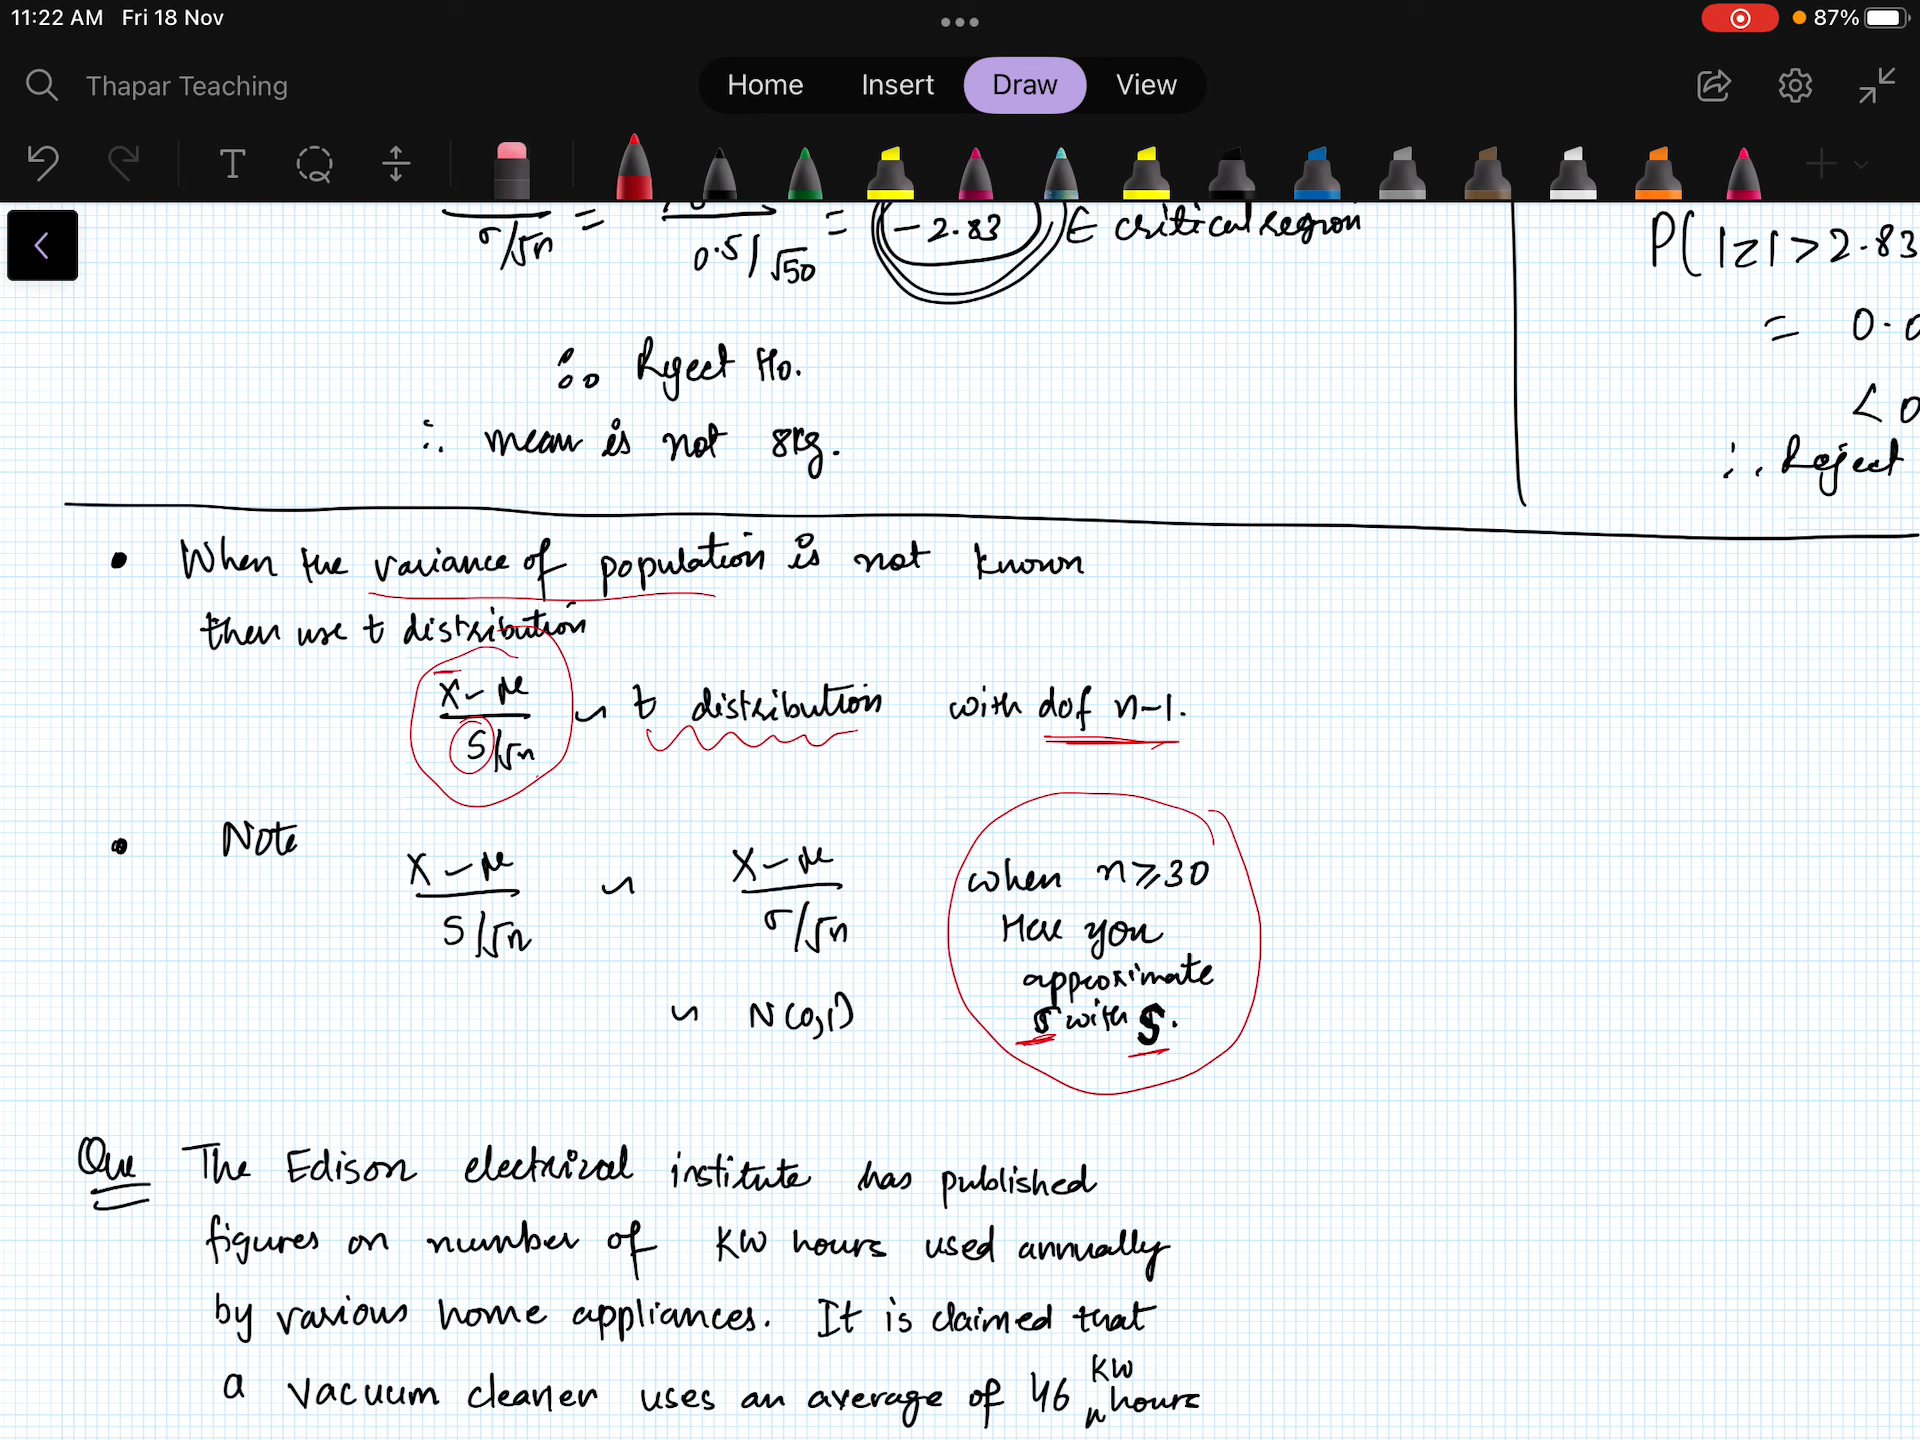 11:22 AM Fri 18 Nov
87%
Thapar Teaching
Home Insert Draw View
T
σ/√n = 0.5/√50 = -2.83 ∈ critical region
P( |z| > 2.83
= 0.0
< 0
∴ Reject
∴ Reject H0.
∴ mean is not 8kg.
• When the variance of population is not known
then use t distribution
X̄ - μ / S/√n ~ t distribution with dof n-1.
• Note
X - μ / S/√n ~ X - μ / σ/√n
~ N(0,1)
when n ≥ 30
Here you
approximate
σ with S.
Que The Edison electrical institute has published
figures on number of KW hours used annually
by various home appliances. It is claimed that
a vacuum cleaner uses an average of 46 KW hours